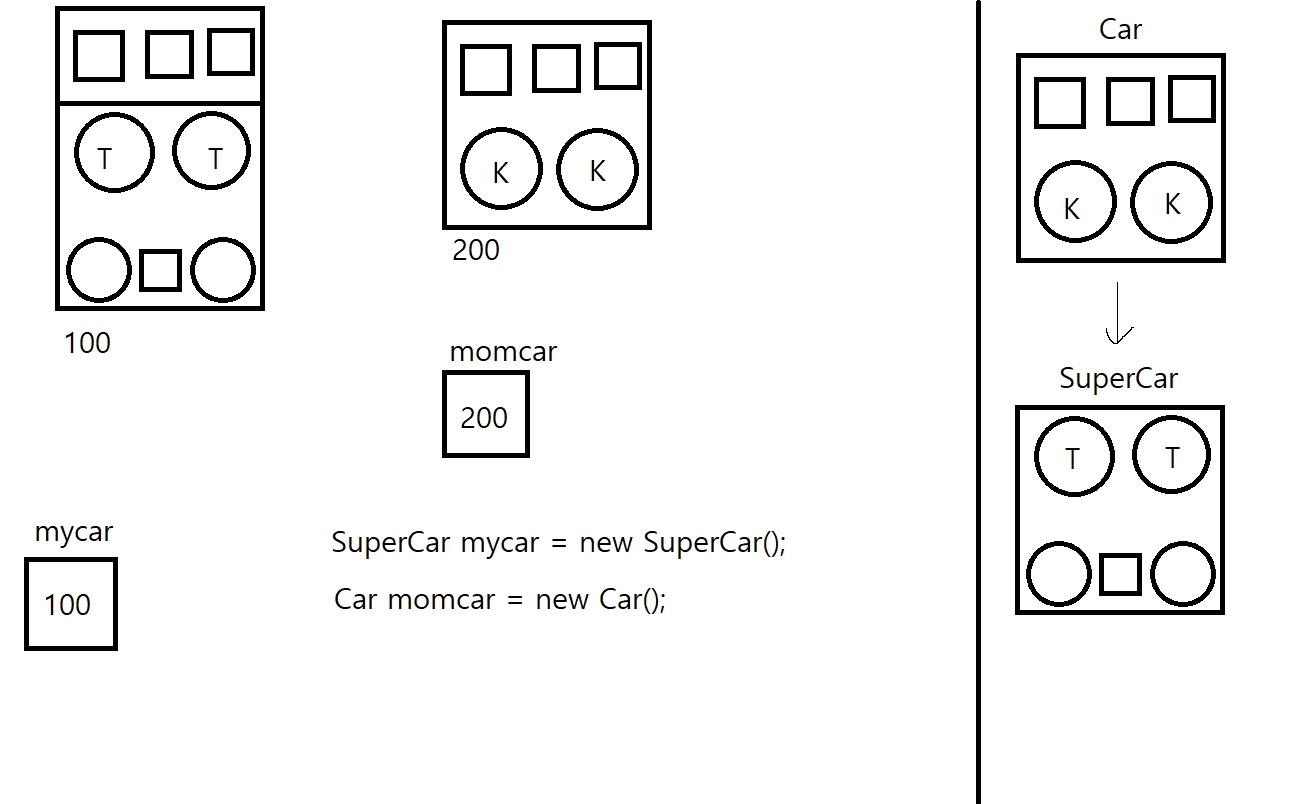 T T
100
K K
200
momcar
200
mycar
100
SuperCar mycar = new SuperCar();
Car momcar = new Car();
Car
K K
SuperCar
T T